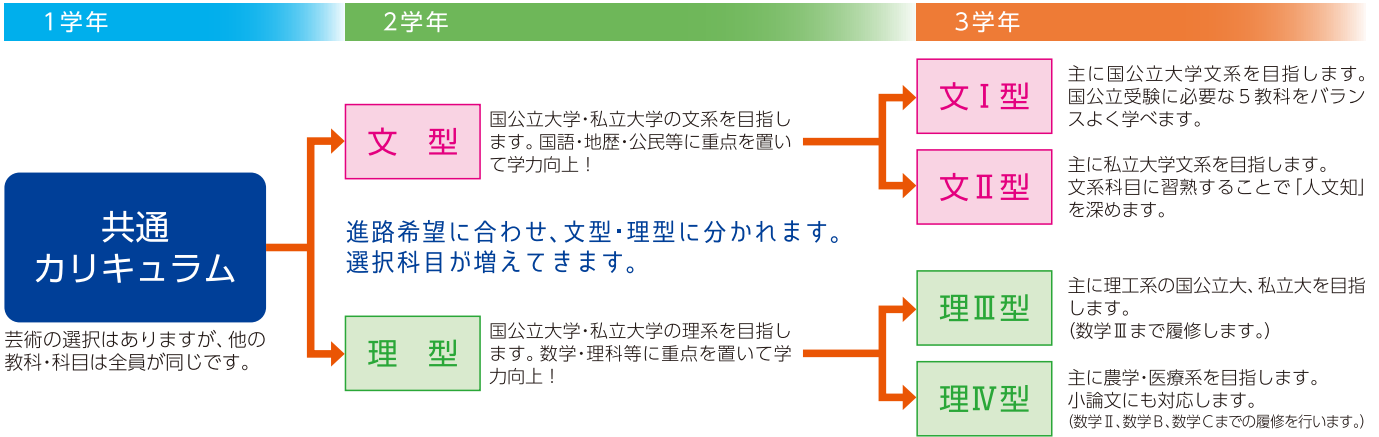 1学年
2学年
3学年
共通
カリキュラム
芸術の選択はありますが、他の
教科・科目は全員が同じです。
文 型
国公立大学・私立大学の文系を目指し
ます。国語・地歴・公民等に重点を置い
て学力向上！
進路希望に合わせ、文型・理型に分かれます。
選択科目が増えてきます。
理 型
国公立大学・私立大学の理系を目指し
ます。数学・理科等に重点を置いて学
力向上！
文Ⅰ型
主に国公立大学文系を目指します。
国公立受験に必要な5教科をバラン
スよく学べます。
文Ⅱ型
主に私立大学文系を目指します。
文系科目に習熟することで「人文知」
を深めます。
理Ⅲ型
主に理工系の国公立大、私立大を目指
します。
（数学Ⅲまで履修します。）
理Ⅳ型
主に農学・医療系を目指します。
小論文にも対応します。
（数学Ⅱ、数学B、数学Cまでの履修を行います。）